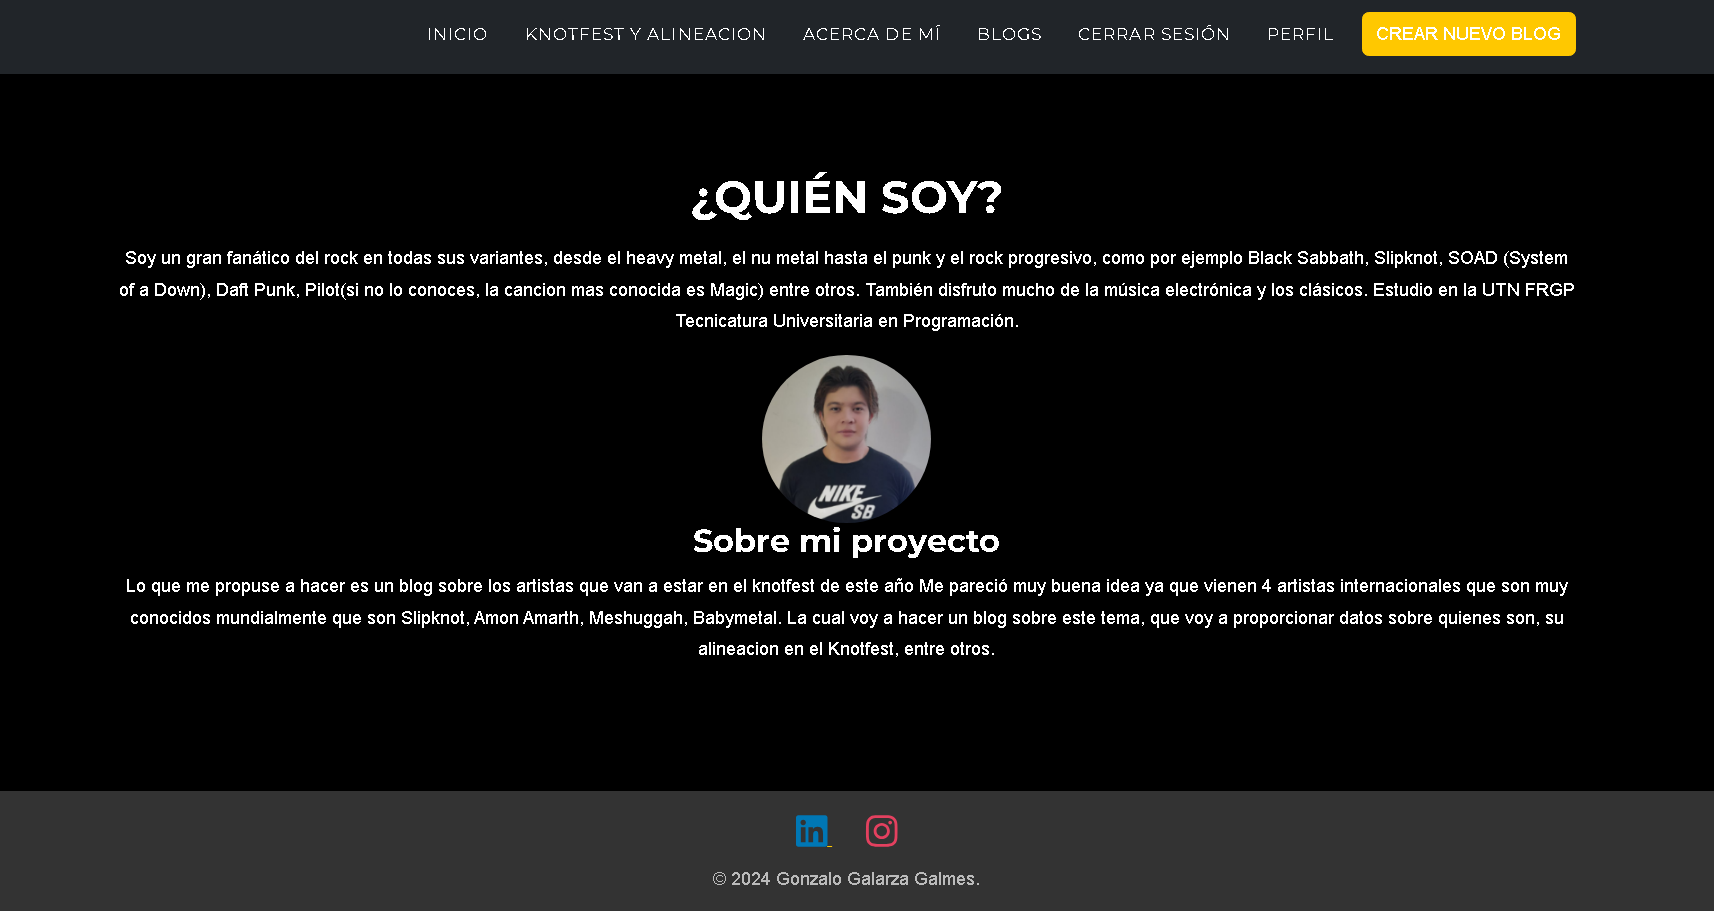 INICIO KNOTFEST Y ALINEACION ACERCA DE MÍ BLOGS CERRAR SESIÓN PERFIL CREAR NUEVO BLOG
¿QUIÉN SOY?
Soy un gran fanático del rock en todas sus variantes, desde el heavy metal, el nu metal hasta el punk y el rock progresivo, como por ejemplo Black Sabbath, Slipknot, SOAD (System
of a Down), Daft Punk, Pilot(si no lo conoces, la cancion mas conocida es Magic) entre otros. También disfruto mucho de la música electrónica y los clásicos. Estudio en la UTN FRGP
Tecnicatura Universitaria en Programación.
NIKE
SB
Sobre mi proyecto
Lo que me propuse a hacer es un blog sobre los artistas que van a estar en el knotfest de este año Me pareció muy buena idea ya que vienen 4 artistas internacionales que son muy
conocidos mundialmente que son Slipknot, Amon Amarth, Meshuggah, Babymetal. La cual voy a hacer un blog sobre este tema, que voy a proporcionar datos sobre quienes son, su
alineacion en el Knotfest, entre otros.
in
© 2024 Gonzalo Galarza Galmes.